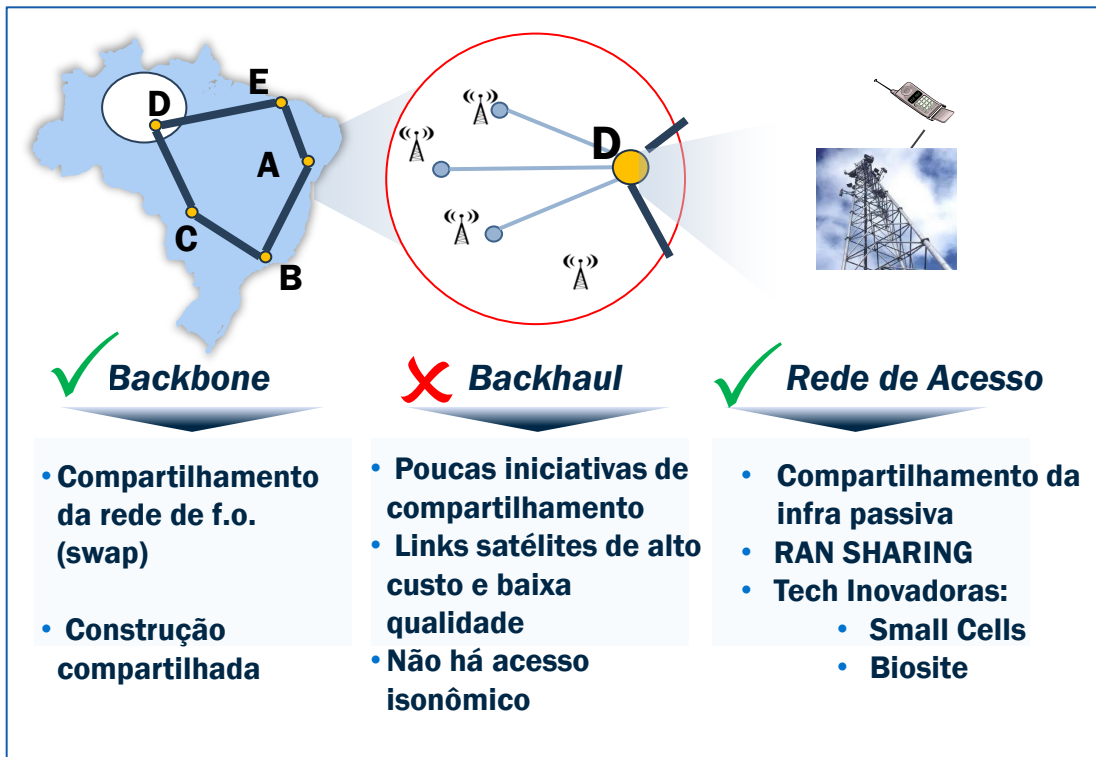 E
D
A
C
B
D
Backbone
Backhaul
Rede de Acesso
• Compartilhamento
da rede de f.o.
(swap)
• Construção
compartilhada
• Poucas iniciativas de
compartilhamento
• Links satélites de alto
custo e baixa
qualidade
• Não há acesso
isonômico
• Compartilhamento da
infra passiva
• RAN SHARING
• Tech Inovadoras:
• Small Cells
• Biosite